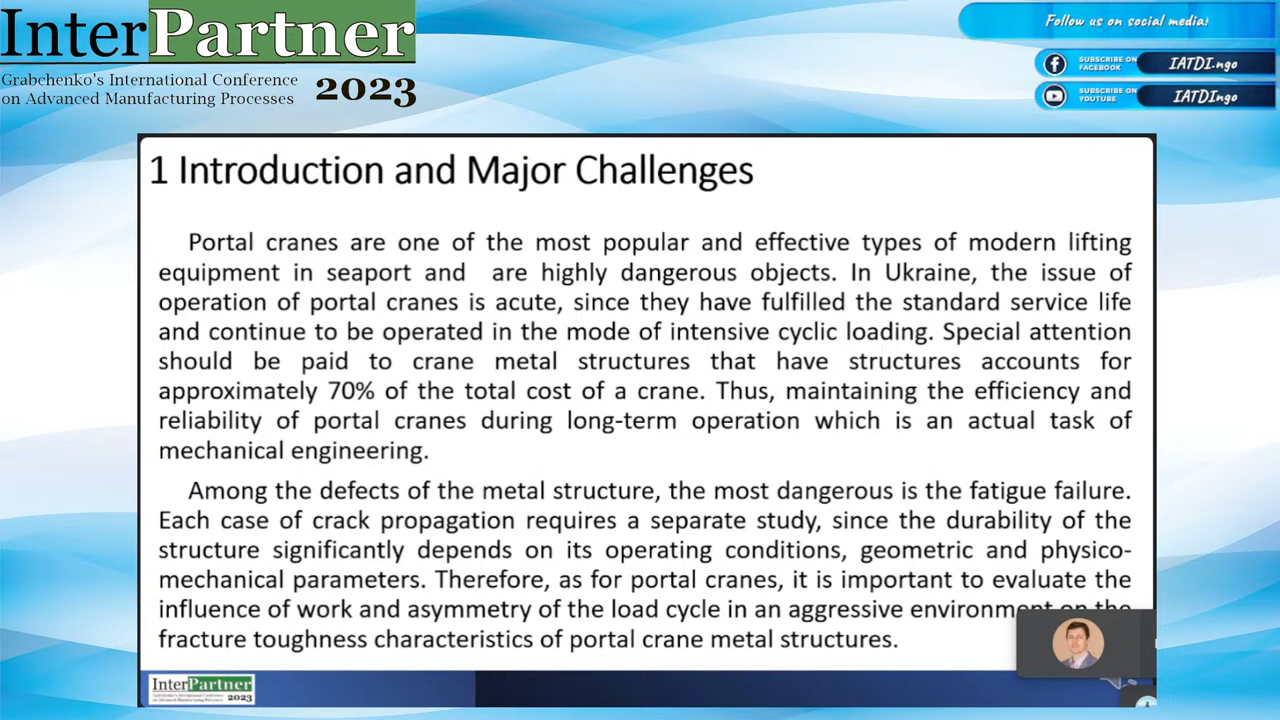 InterPartner
Grabchenko's International Conference
on Advanced Manufacturing Processes
2023
Follow us on social media!
SUBSCRIBE ON
FACEBOOK
IATDI.ngo
SUBSCRIBE ON
YOUTUBE
IATDIngo
1 Introduction and Major Challenges
Portal cranes are one of the most popular and effective types of modern lifting
equipment in seaport and are highly dangerous objects. In Ukraine, the issue of
operation of portal cranes is acute, since they have fulfilled the standard service life
and continue to be operated in the mode of intensive cyclic loading. Special attention
should be paid to crane metal structures that have structures accounts for
approximately 70% of the total cost of a crane. Thus, maintaining the efficiency and
reliability of portal cranes during long-term operation which is an actual task of
mechanical engineering.
Among the defects of the metal structure, the most dangerous is the fatigue failure.
Each case of crack propagation requires a separate study, since the durability of the
structure significantly depends on its operating conditions, geometric and physico-
mechanical parameters. Therefore, as for portal cranes, it is important to evaluate the
influence of work and asymmetry of the load cycle in an aggressive environment on the
fracture toughness characteristics of portal crane metal structures.
InterPartner
Grabchenko's International Conference
on Advanced Manufacturing Processes
2023